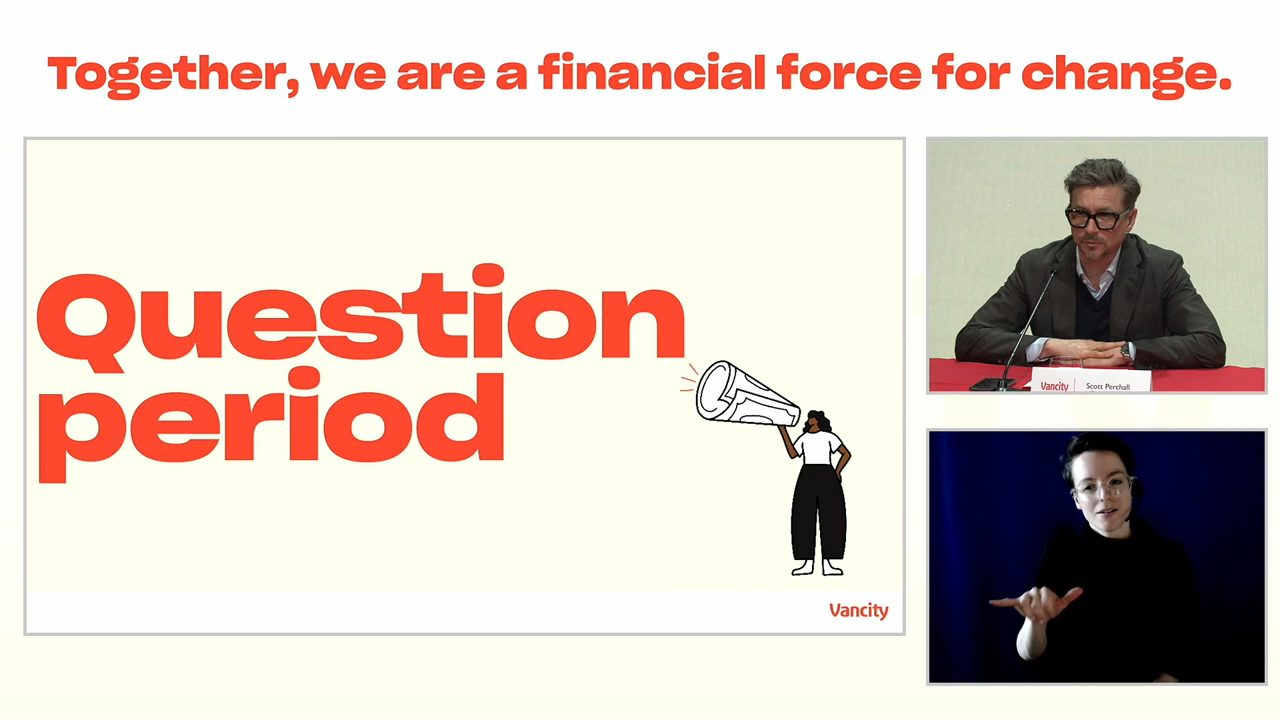 Together, we are a financial force for change.
Question
period
Vancity
Vancity | Scott Perchall